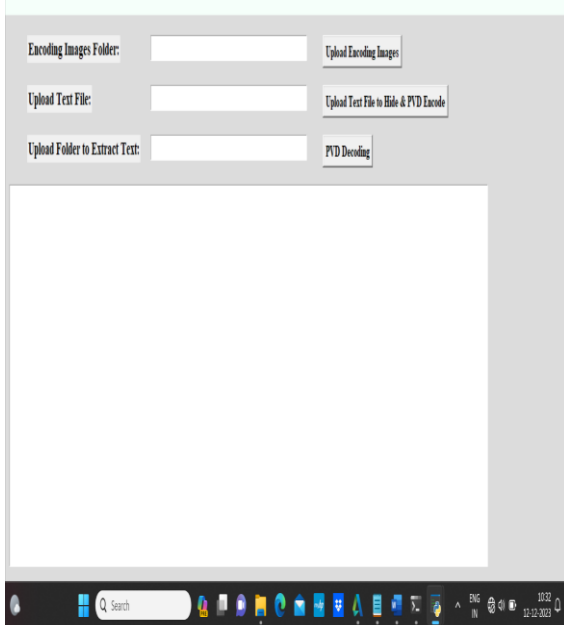 Encoding Images Folder: Upload Encoding Images
Upload Text File: Upload Text File to Hide & PVD Encode
Upload Folder to Extract Text: PVD Decoding
Search
ENG 10:32
IN 12-12-2023